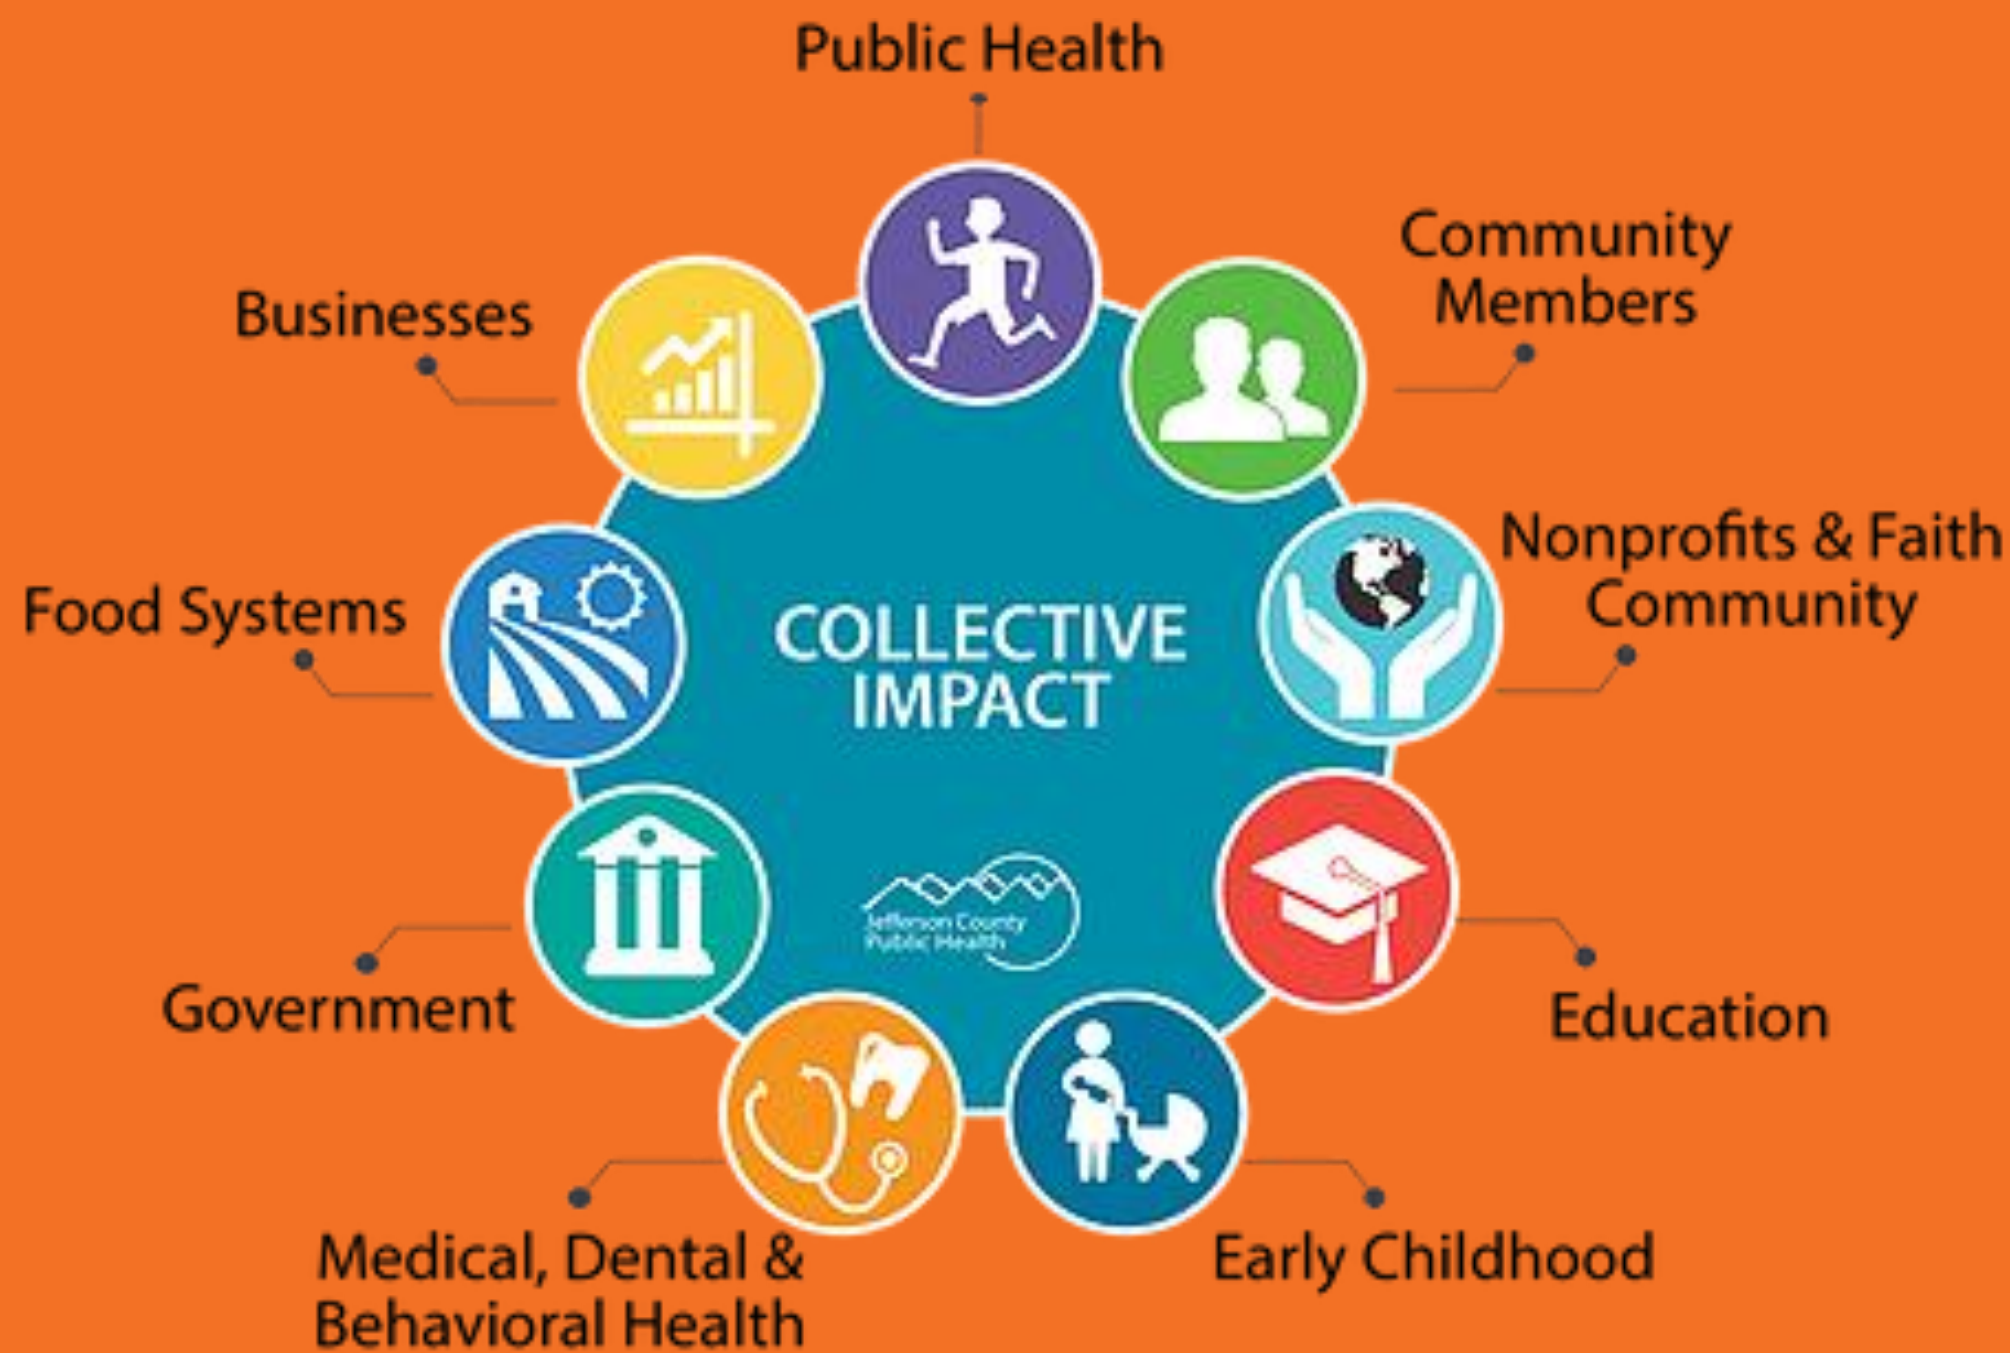 Public Health
Community
Members
Businesses
Nonprofits & Faith
Community
Food Systems
COLLECTIVE
IMPACT
Jefferson County
Public Health
Government
Education
Medical, Dental &
Behavioral Health
Early Childhood